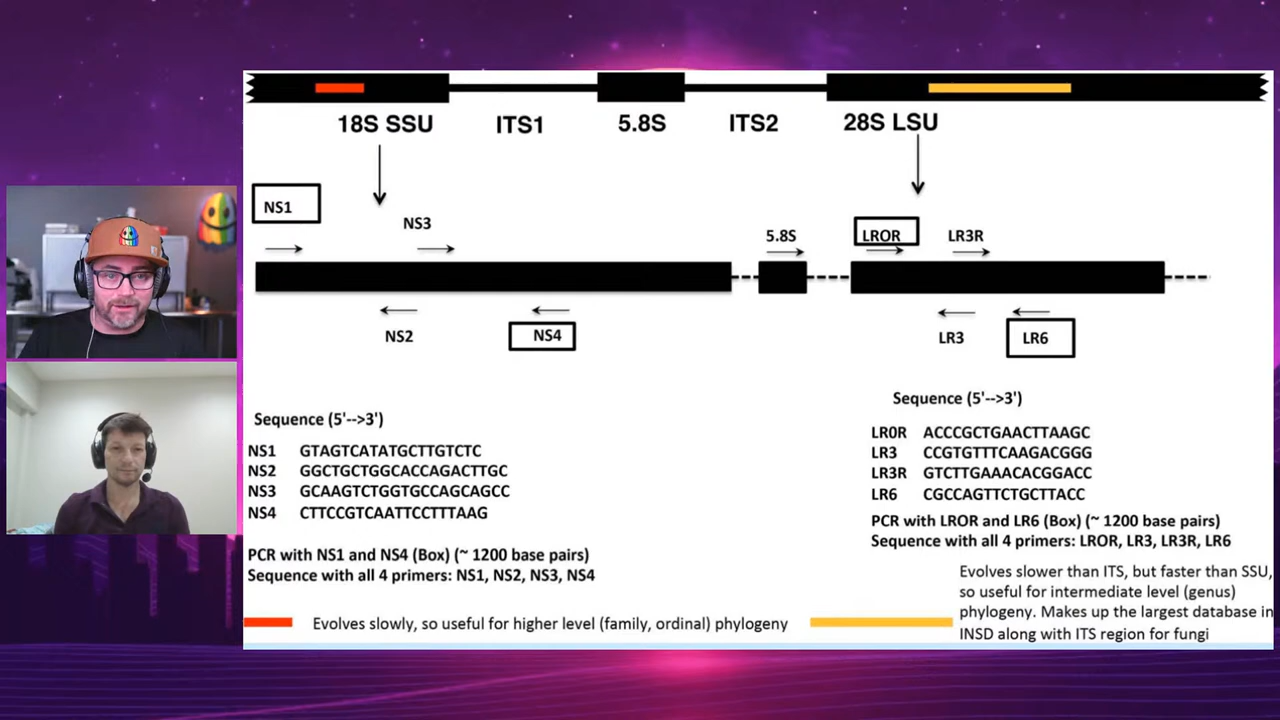 18S SSU
ITS1
5.8S
ITS2
28S LSU
NS1
NS3
5.8S
LROR
LR3R
NS2
NS4
LR3
LR6
Sequence (5'-->3')
NS1 GTAGTCATATGCTTGTCTC
NS2 GGCTGCTGGCACCAGACTTGC
NS3 GCAAGTCTGGTGCCAGCAGCC
NS4 CTTCCGTCAATTCCTTTAAG
PCR with NS1 and NS4 (Box) (~ 1200 base pairs)
Sequence with all 4 primers: NS1, NS2, NS3, NS4
Sequence (5'-->3')
LR0R ACCCGCTGAACTTAAGC
LR3 CCGTGTTTCAAGACGGG
LR3R GTCTTGAAACACGGACC
LR6 CGCCAGTTCTGCTTACC
PCR with LROR and LR6 (Box) (~ 1200 base pairs)
Sequence with all 4 primers: LROR, LR3, LR3R, LR6
Evolves slowly, so useful for higher level (family, ordinal) phylogeny
Evolves slower than ITS, but faster than SSU,
so useful for intermediate level (genus)
phylogeny. Makes up the largest database in
INSD along with ITS region for fungi